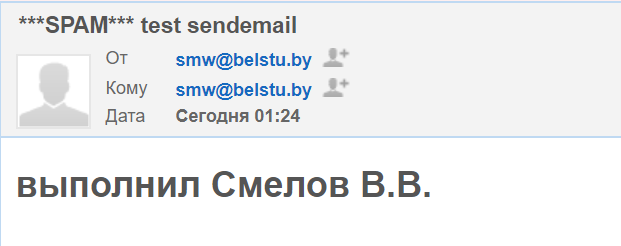 ***SPAM*** test sendemail
От smw@belstu.by
Кому smw@belstu.by
Дата Сегодня 01:24
выполнил Смелов В.В.